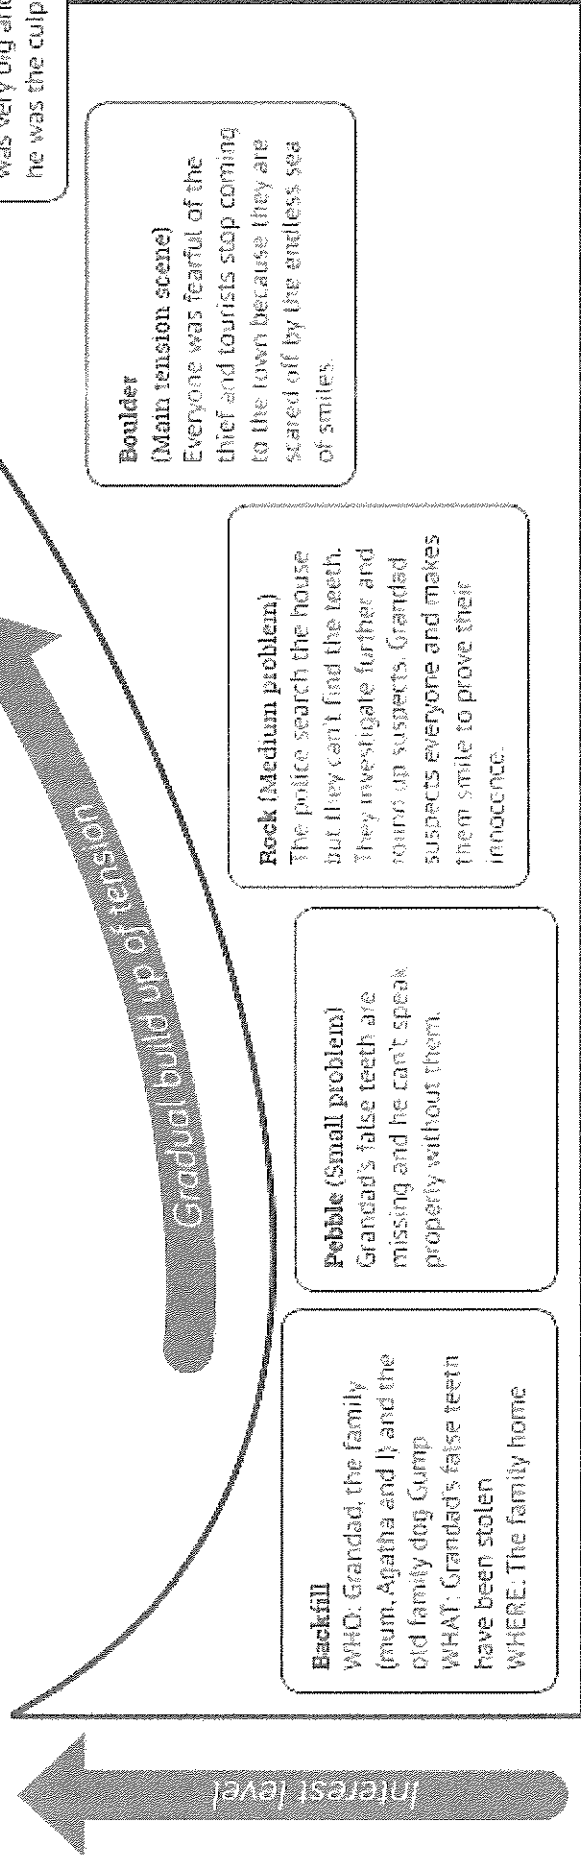 Interest level
Gradual build up of tension
Backfill
WHO: Grandad, the family
(mum, Agatha and I) and the
old family dog Gump
WHAT: Grandad's false teeth
have been stolen
WHERE: The family home
Pebble (Small problem)
Grandad's false teeth are
missing and he can't speak
properly without them.
Rock (Medium problem)
The police search the house
but they can't find the teeth.
They investigate further and
round up suspects. Grandad
suspects everyone and makes
them smile to prove their
innocence.
Boulder
(Main tension scene)
Everyone was fearful of the
thief and tourists stop coming
to the town because they are
scared off by the endless sea
of smiles.
was very big and
he was the culp